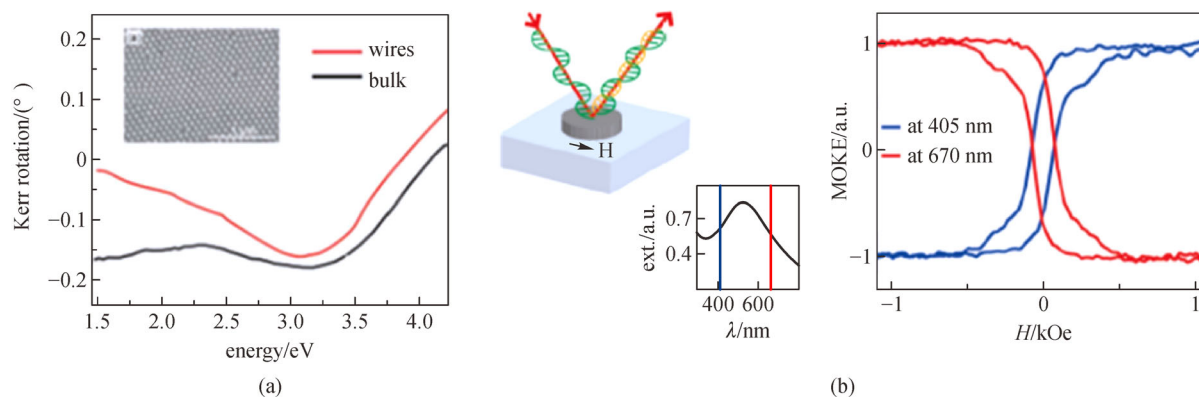 0.2
0.1
0
−0.1
−0.2
Kerr rotation/(°)
wires
bulk
1.5 2.0 2.5 3.0 3.5 4.0
energy/eV
(a)
H
ext./a.u.
0.7
0.4
400 600
λ/nm
MOKE/a.u.
1
0
−1
at 405 nm
at 670 nm
−1 0 1
H/kOe
(b)